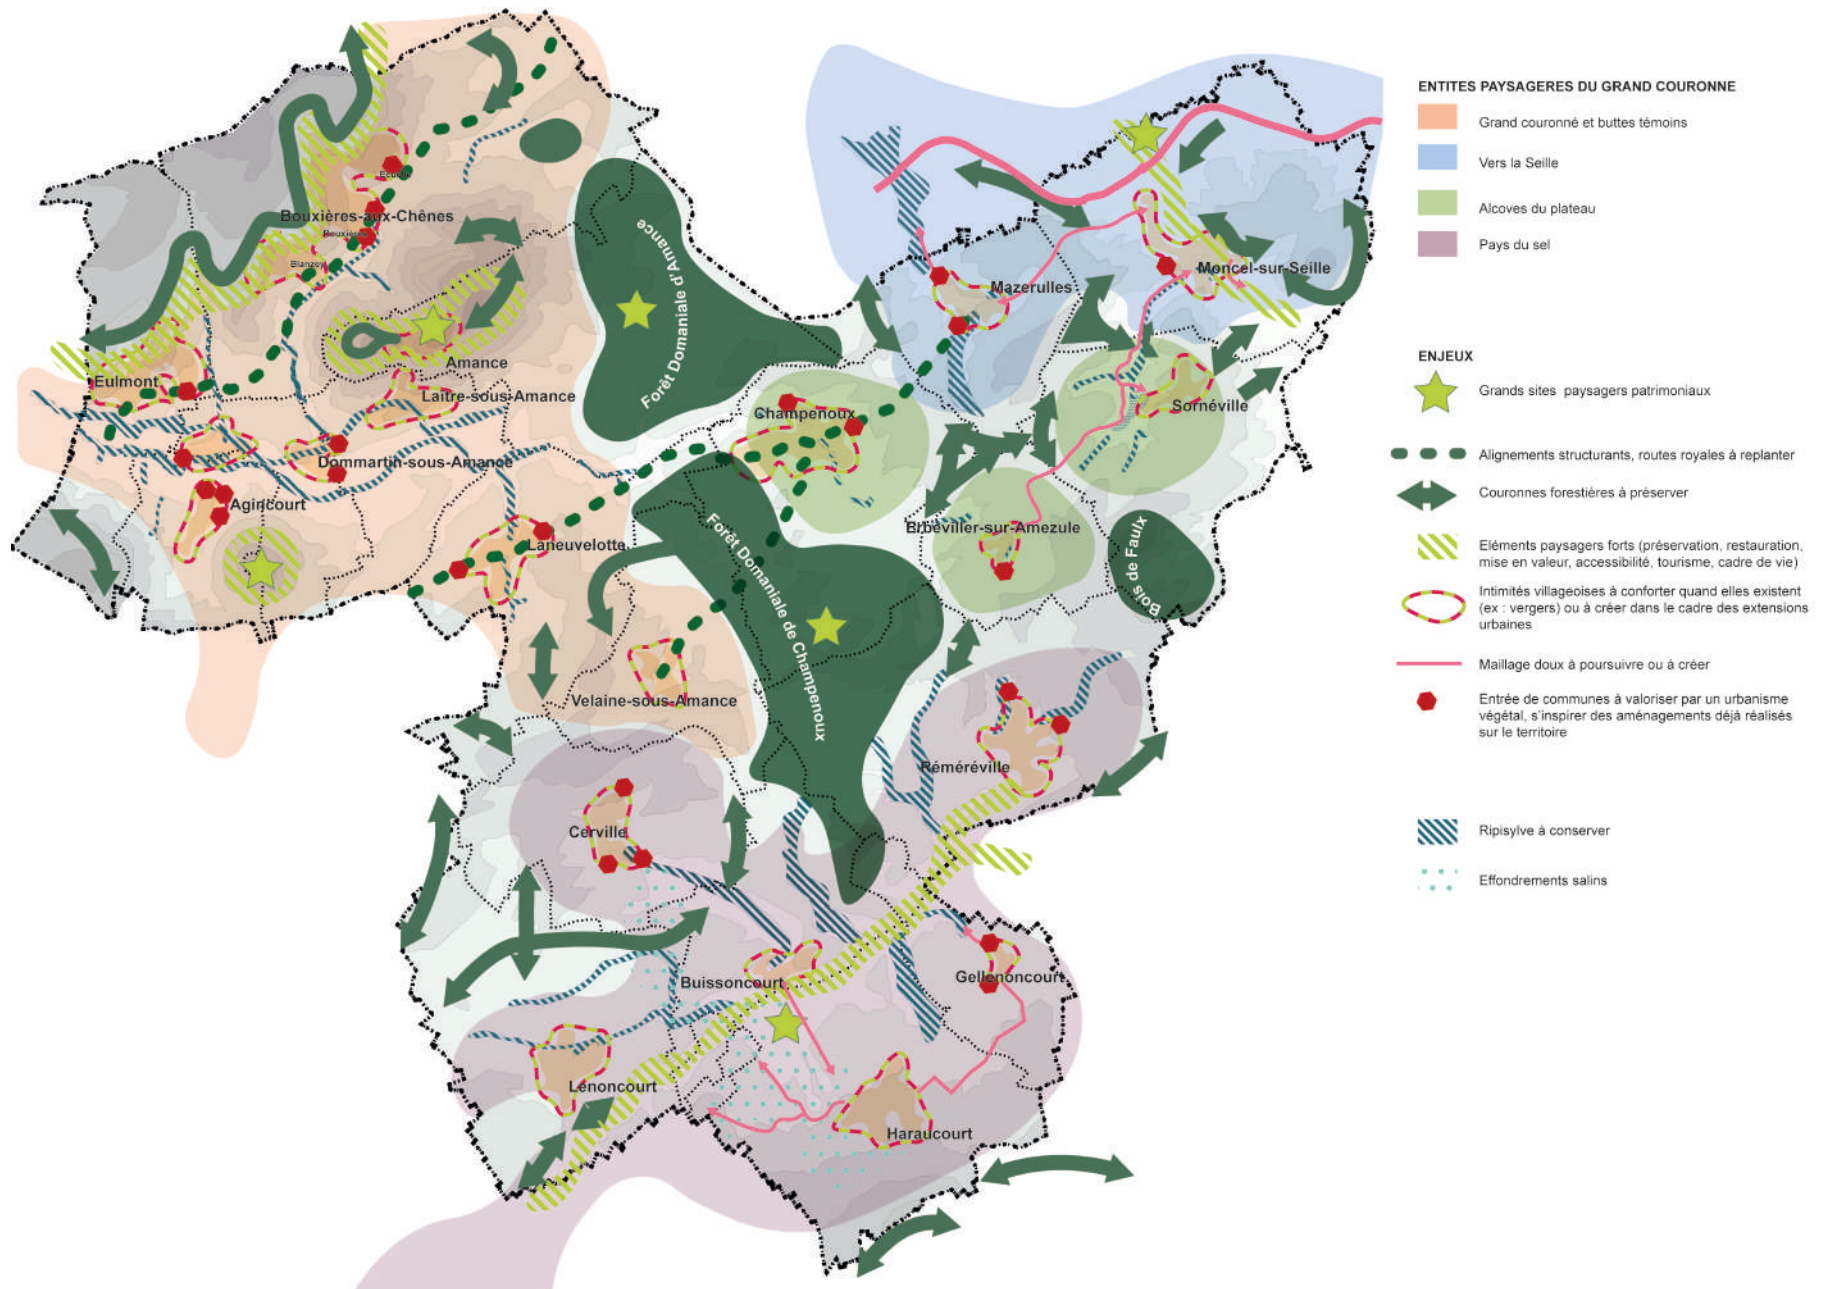 ENTITES PAYSAGERES DU GRAND COURONNE
Grand couronné et buttes témoins
Vers la Seille
Alcoves du plateau
Pays du sel
ENJEUX
Grands sites paysagers patrimoniaux
Alignements structurants, routes royales à replanter
Couronnes forestières à préserver
Eléments paysagers forts (préservation, restauration,
mise en valeur, accessibilité, tourisme, cadre de vie)
Intimités villageoises à conforter quand elles existent
(ex : vergers) ou à créer dans le cadre des extensions
urbaines
Maillage doux à poursuivre ou à créer
Entrée de communes à valoriser par un urbanisme
végétal, s'inspirer des aménagements déjà réalisés
sur le territoire
Ripisylve à conserver
Effondrements salins
Bouxières-aux-Chênes
Bouxières
Blanzey
Forêt Domaniale d'Amance
Moncel-sur-Seille
Mazerulles
Amance
Eulmont
Laitre-sous-Amance
Champenoux
Sornéville
Dommartin-sous-Amance
Agincourt
Laneuvelotte
Erbéviller-sur-Amezule
Bois de Faulx
Forêt Domaniale de Champenoux
Velaine-sous-Amance
Réméréville
Cerville
Buissoncourt
Gellenoncourt
Lenoncourt
Haraucourt